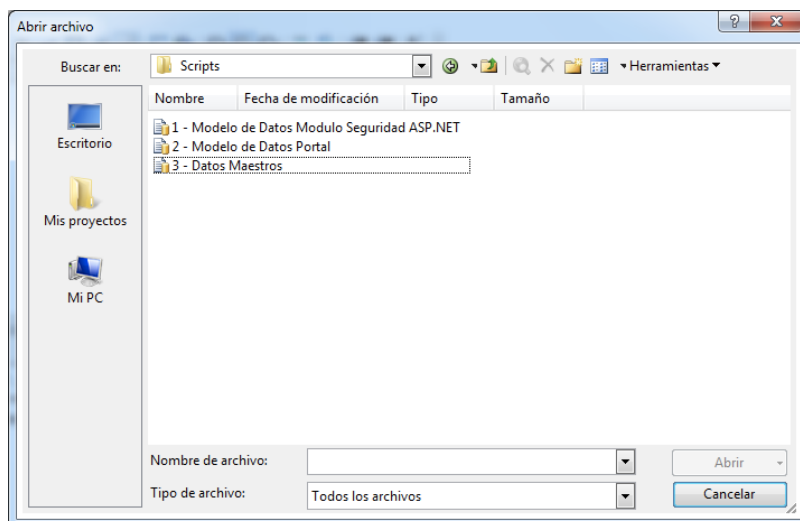 Abrir archivo
Buscar en: Scripts Herramientas
Nombre Fecha de modificación Tipo Tamaño
1 - Modelo de Datos Modulo Seguridad ASP.NET
2 - Modelo de Datos Portal
3 - Datos Maestros
Escritorio
Mis proyectos
Mi PC
Nombre de archivo: Abrir
Tipo de archivo: Todos los archivos Cancelar